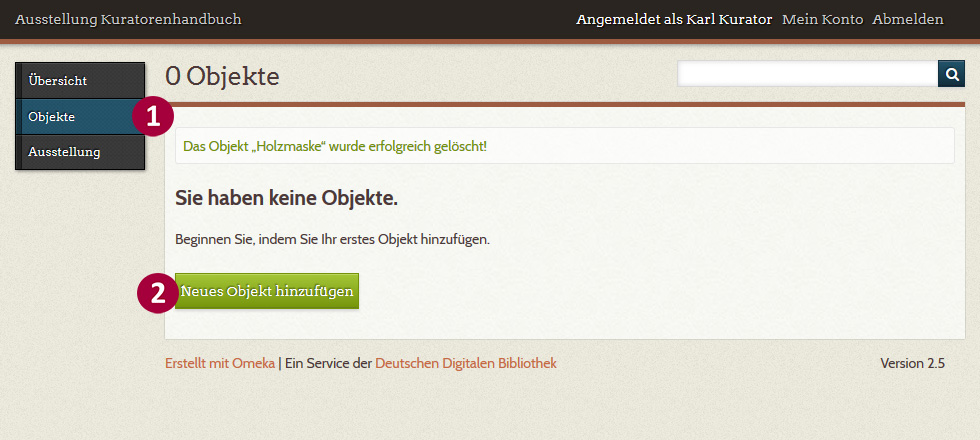 Ausstellung Kuratorenhandbuch
Angemeldet als Karl Kurator Mein Konto Abmelden
Übersicht
Objekte
Ausstellung
1
0 Objekte
Das Objekt „Holzmaske“ wurde erfolgreich gelöscht!
Sie haben keine Objekte.
Beginnen Sie, indem Sie Ihr erstes Objekt hinzufügen.
2
Neues Objekt hinzufügen
Erstellt mit Omeka | Ein Service der Deutschen Digitalen Bibliothek
Version 2.5